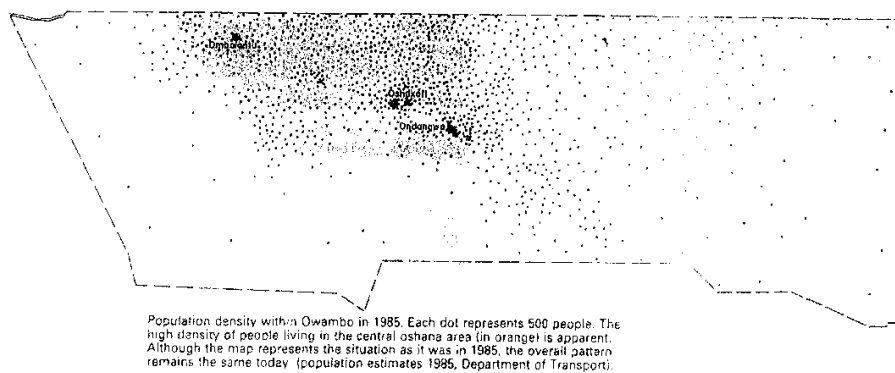 Oshakati
Ondangwa
Population density within Owambo in 1985. Each dot represents 500 people. The
high density of people living in the central oshana area (in orange) is apparent.
Although the map represents the situation as it was in 1985, the overall pattern
remains the same today (population estimates 1985, Department of Transport).